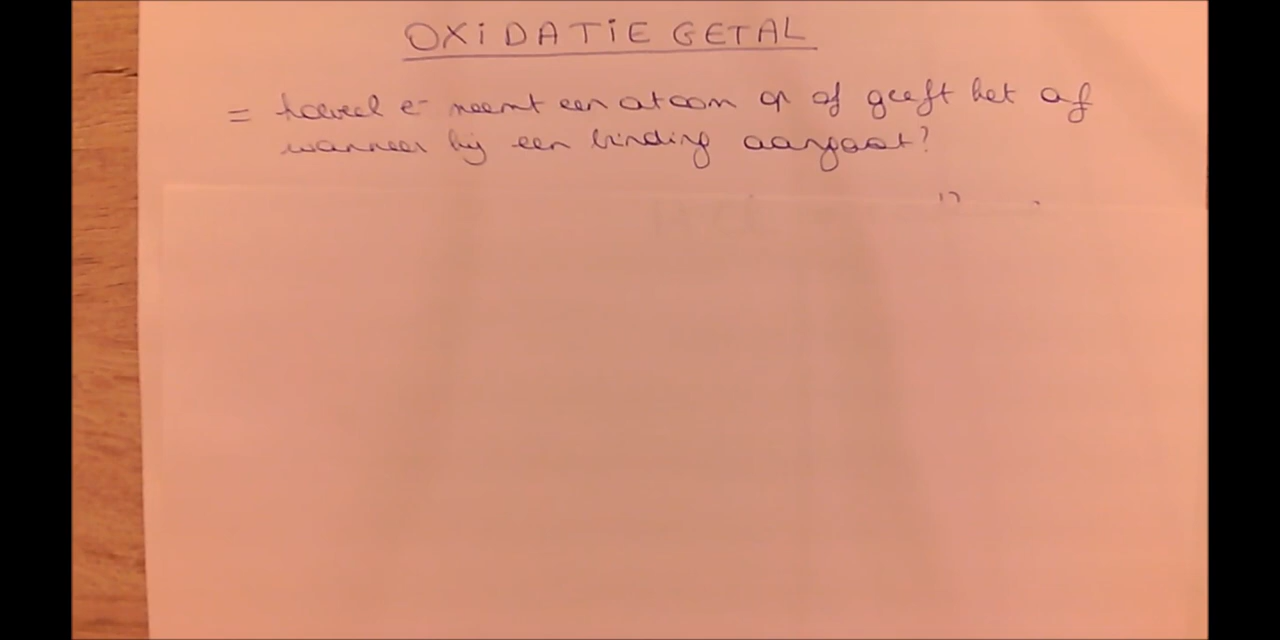 OXIDATIE GETAL
= hoeveel e- neemt een atoom op of geeft het af
wanneer hij een binding aangaat?